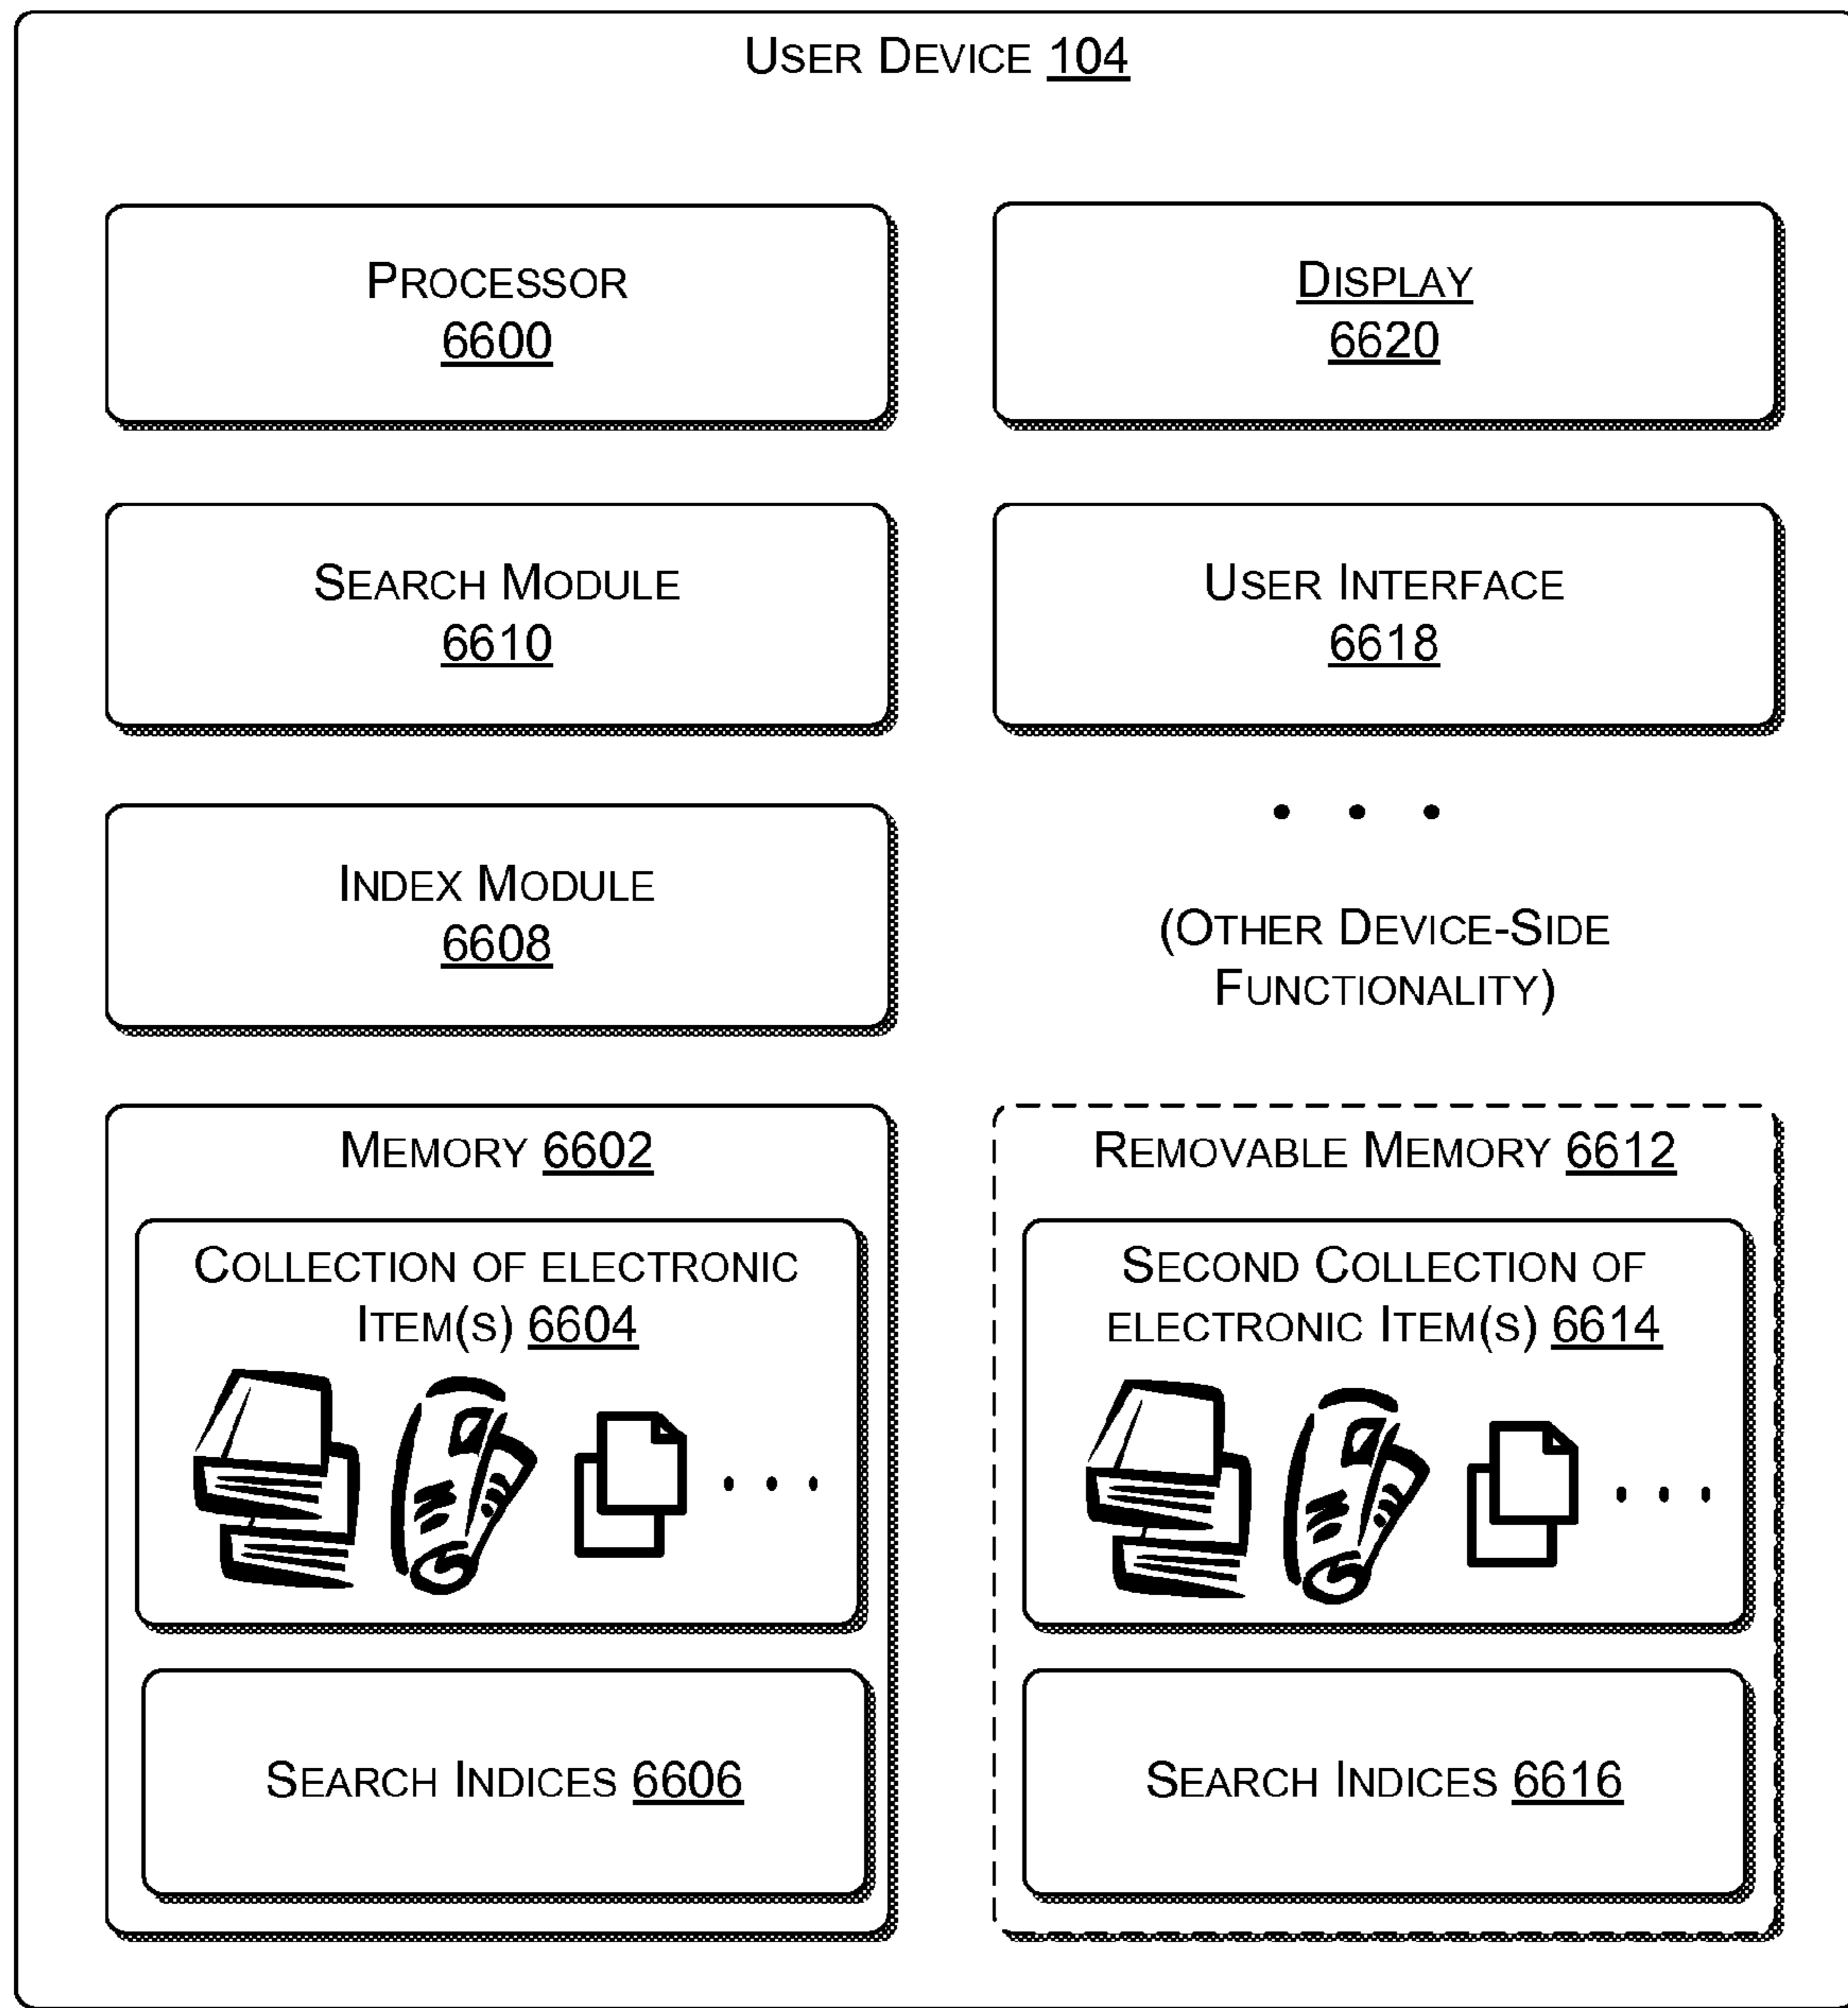 USER DEVICE 104
PROCESSOR
6600
DISPLAY
6620
SEARCH MODULE
6610
USER INTERFACE
6618
INDEX MODULE
6608
• • •
(OTHER DEVICE-SIDE
FUNCTIONALITY)
MEMORY 6602
COLLECTION OF ELECTRONIC
ITEM(S) 6604
• • •
SEARCH INDICES 6606
REMOVABLE MEMORY 6612
SECOND COLLECTION OF
ELECTRONIC ITEM(S) 6614
• • •
SEARCH INDICES 6616